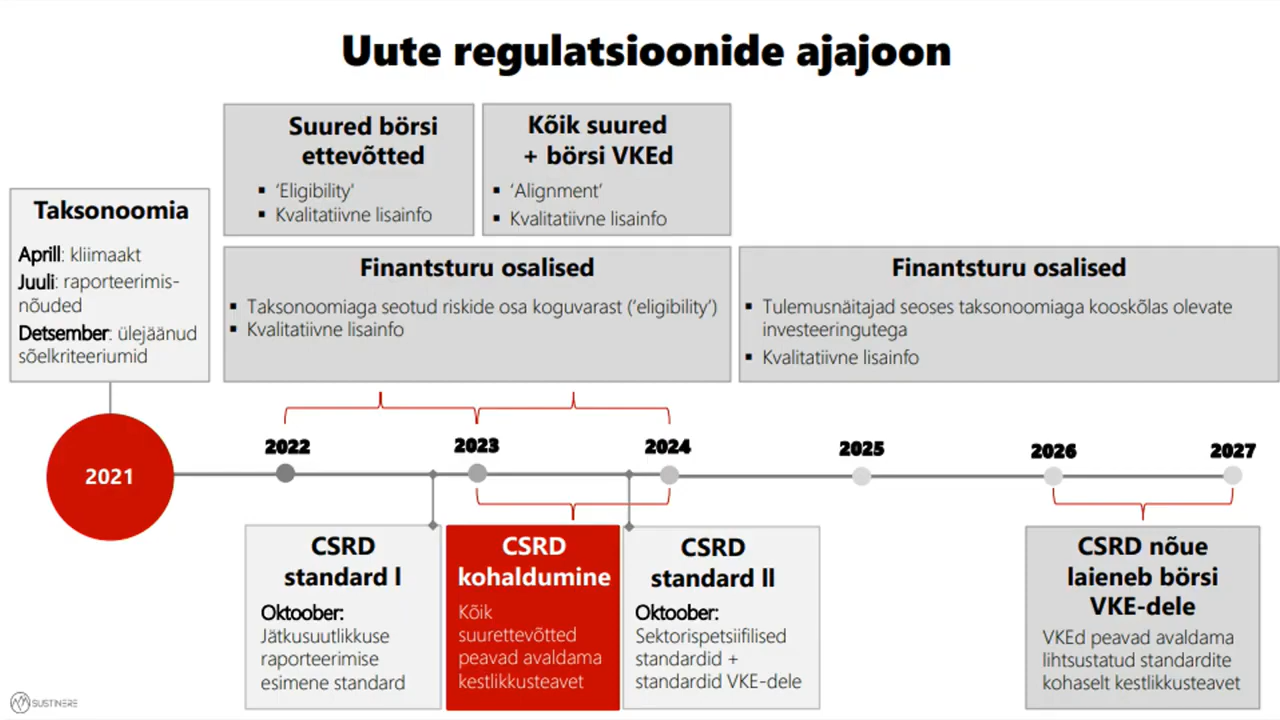 Uute regulatsioonide ajajoon
Taksonoomia
Aprill: kliimaakt
Juuli: raporteerimis-
nõuded
Detsember: ülejäänud
sõelkriteeriumid
Suured börsi
ettevõtted
▪ ‘Eligibility'
▪ Kvalitatiivne lisainfo
Kõik suured
+ börsi VKEd
▪ ‘Alignment’
▪ Kvalitatiivne lisainfo
Finantsturu osalised
▪ Taksonoomiaga seotud riskide osa koguvarast (‘eligibility’)
▪ Kvalitatiivne lisainfo
Finantsturu osalised
▪ Tulemusnäitajad seoses taksonoomiaga kooskõlas olevate
investeeringutega
▪ Kvalitatiivne lisainfo
2021
2022
2023
2024
2025
2026
2027
CSRD
standard l
Oktoober:
Jätkusuutlikkuse
raporteerimise
esimene standard
CSRD
kohaldumine
Kõik
suurettevõtted
peavad avaldama
kestlikkusteavet
CSRD
standard ll
Oktoober:
Sektorispetsiifilised
standardid +
standardid VKE-dele
CSRD nõue
laieneb börsi
VKE-dele
VKEd peavad avaldama
lihtsustatud standardite
kohaselt kestlikkusteavet
SUSTINERE